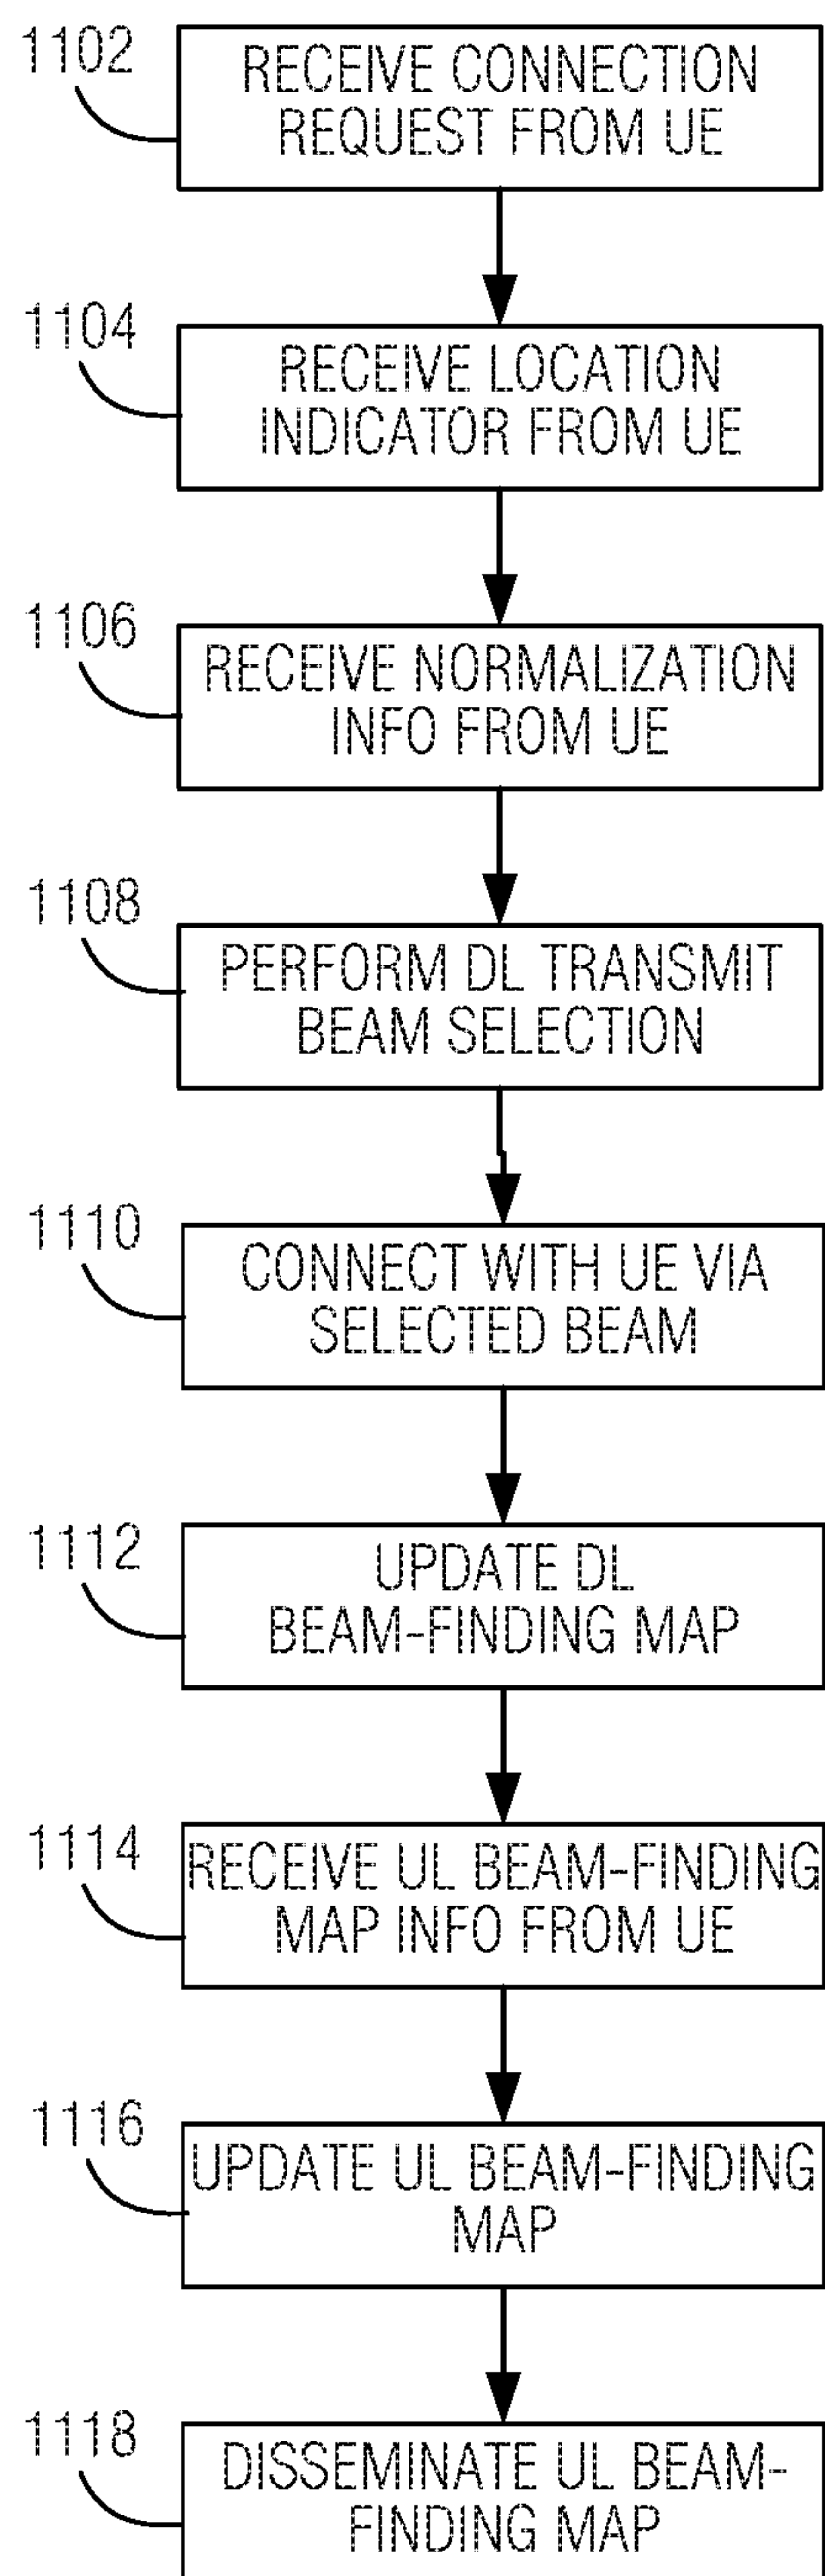 1102
RECEIVE CONNECTION
REQUEST FROM UE
1104
RECEIVE LOCATION
INDICATOR FROM UE
1106
RECEIVE NORMALIZATION
INFO FROM UE
1108
PERFORM DL TRANSMIT
BEAM SELECTION
1110
CONNECT WITH UE VIA
SELECTED BEAM
1112
UPDATE DL
BEAM-FINDING MAP
1114
RECEIVE UL BEAM-FINDING
MAP INFO FROM UE
1116
UPDATE UL BEAM-FINDING
MAP
1118
DISSEMINATE UL BEAM-
FINDING MAP